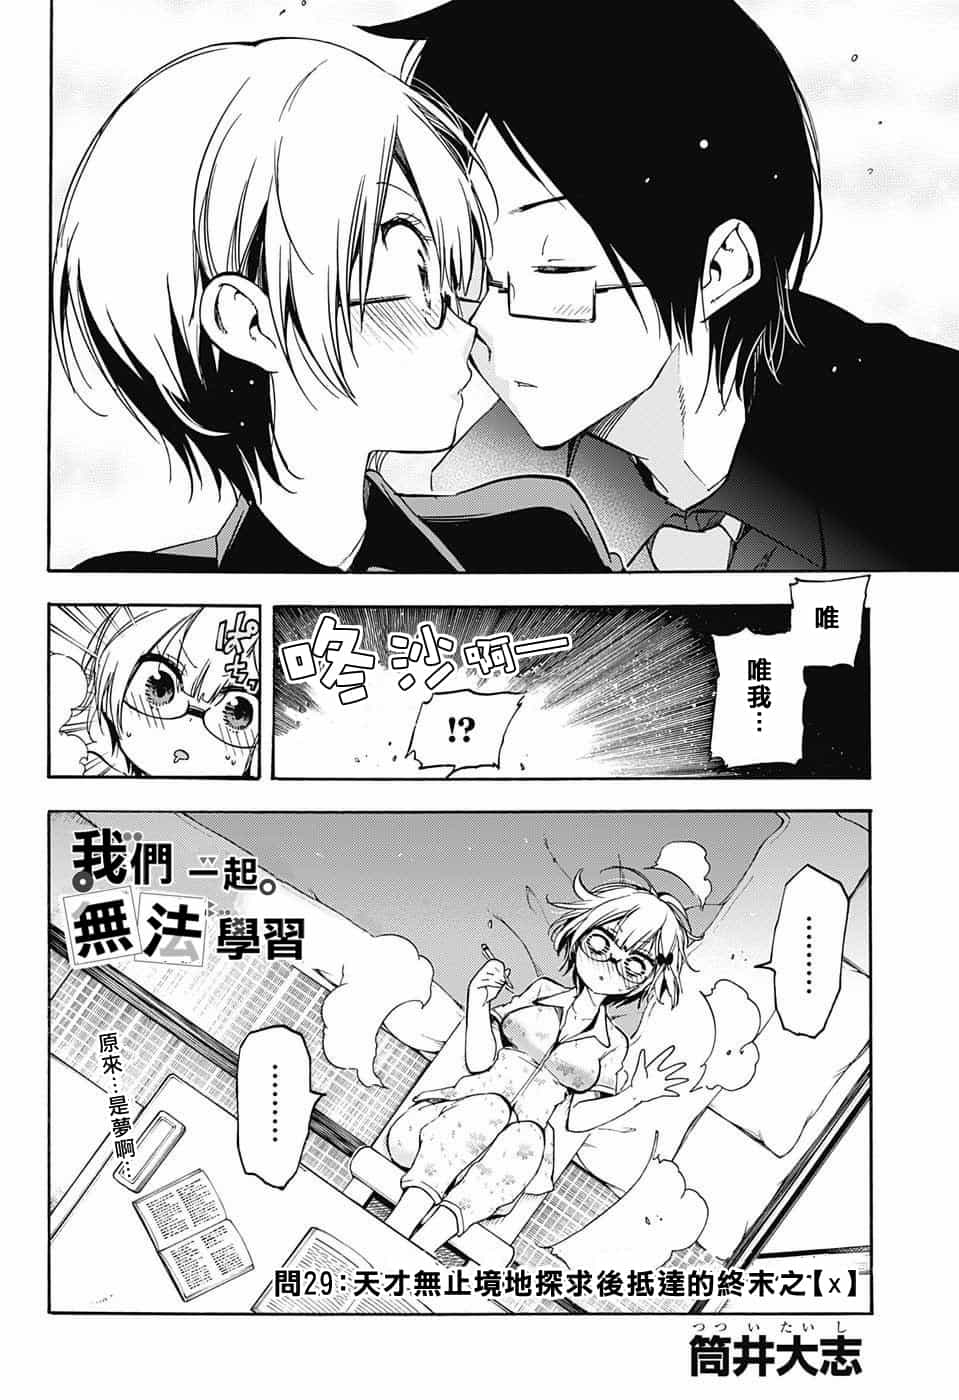 唯
唯我…
!?
咚沙啊一
ぱちっ
………
………
我們一起
無法學習
原來…是夢啊…
問29:天才無止境地探求後抵達的終末之【x】
つつ い たい し
筒井大志